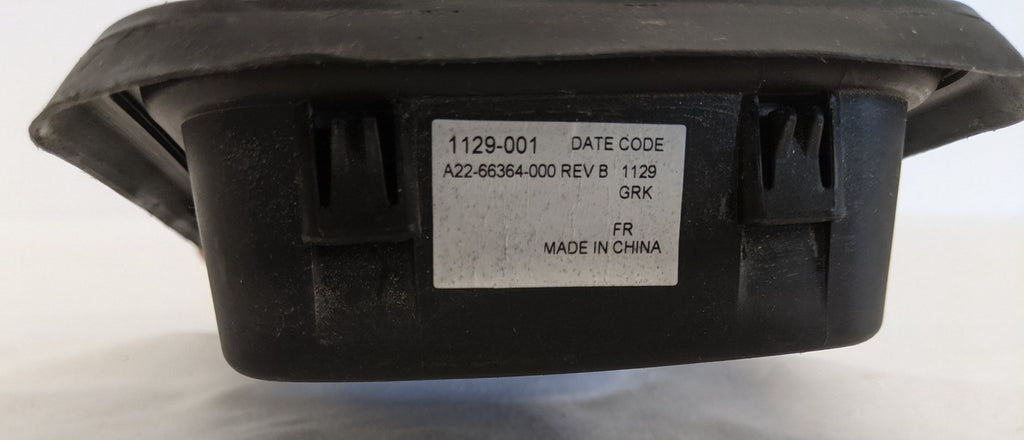 1129-001 DATE CODE
A22-66364-000 REV B 1129
GRK
FR
MADE IN CHINA